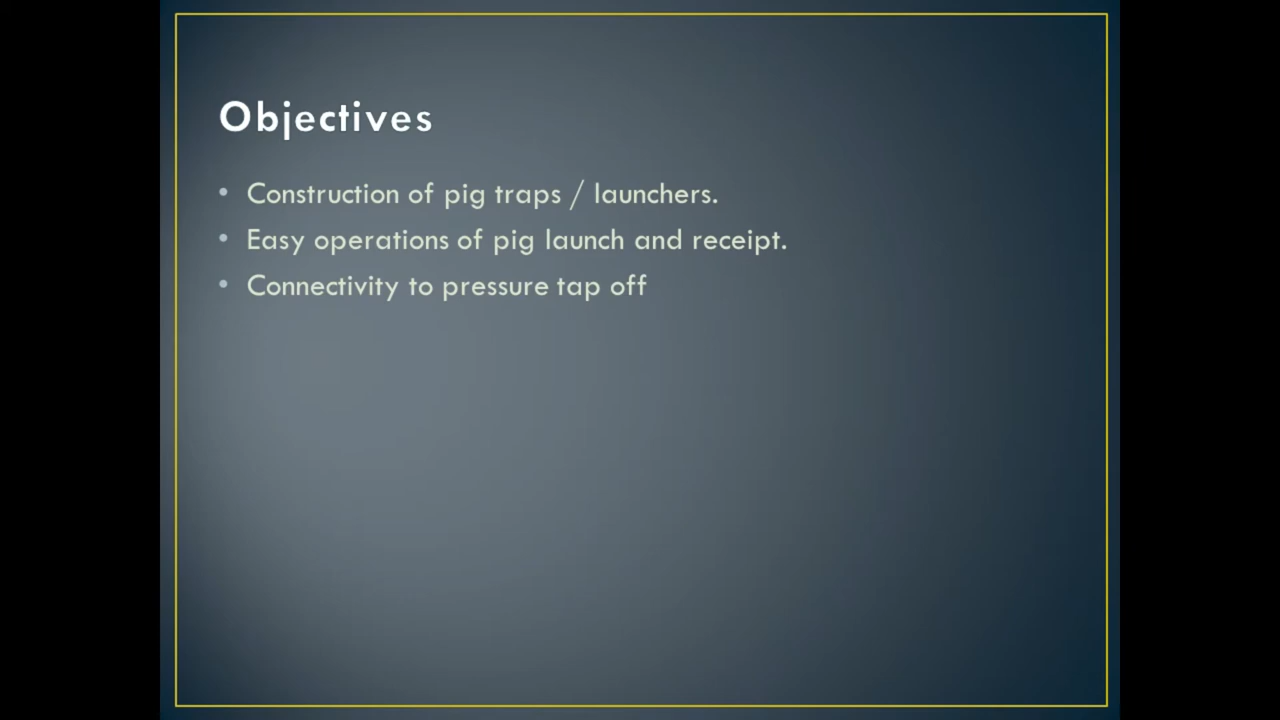 Objectives
• Construction of pig traps / launchers.
• Easy operations of pig launch and receipt.
• Connectivity to pressure tap off